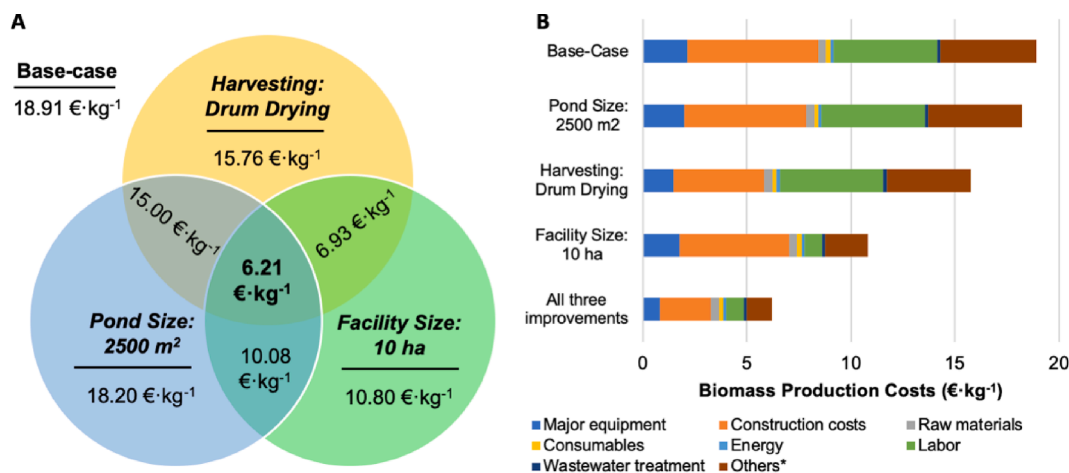 A
Base-case
18.91 €·kg⁻¹
Harvesting:
Drum Drying
15.76 €·kg⁻¹
15.00 €·kg⁻¹
6.93 €·kg⁻¹
6.21
€·kg⁻¹
Pond Size:
2500 m²
18.20 €·kg⁻¹
10.08
€·kg⁻¹
Facility Size:
10 ha
10.80 €·kg⁻¹
B
Base-Case
Pond Size:
2500 m2
Harvesting:
Drum Drying
Facility Size:
10 ha
All three
improvements
0 5 10 15 20
Biomass Production Costs (€·kg⁻¹)
Major equipment Construction costs Raw materials
Consumables Energy Labor
Wastewater treatment Others*